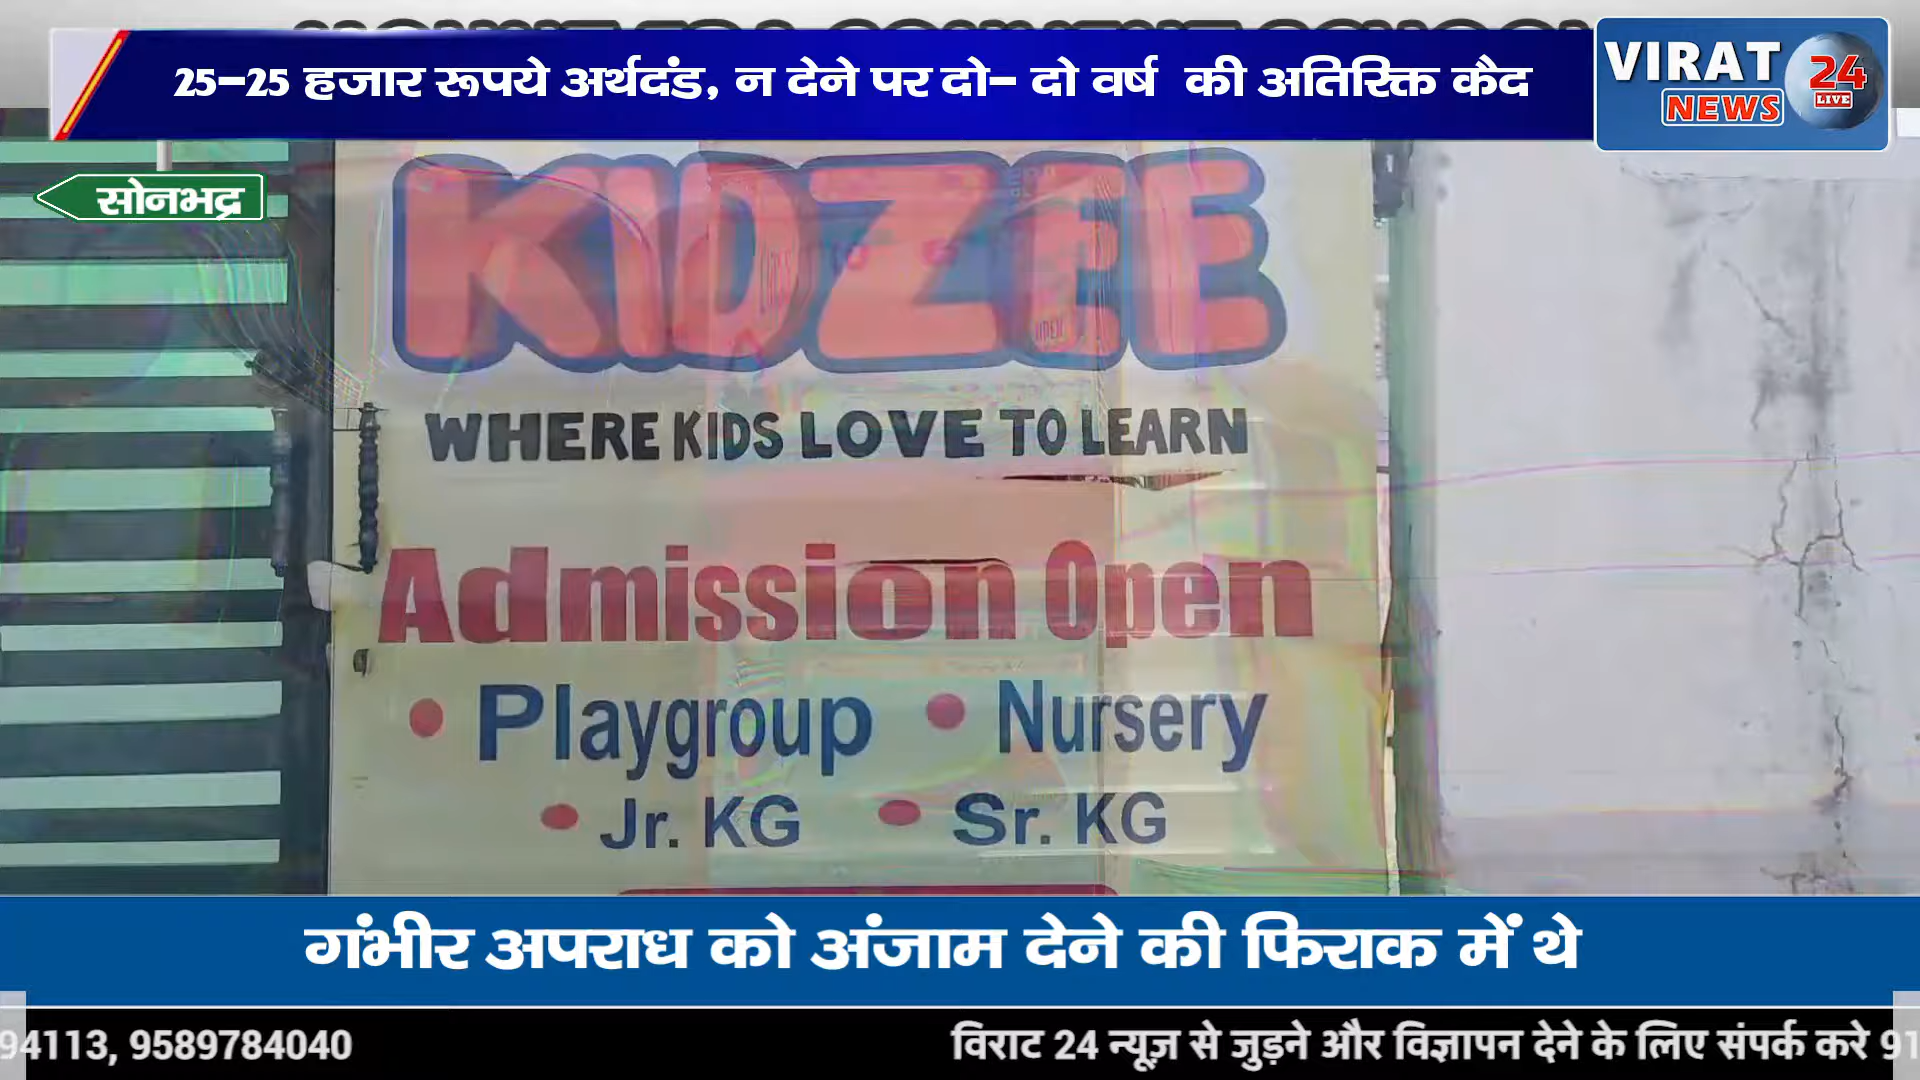 25-25 हजार रूपये अर्थदंड, न देने पर दो- दो वर्ष की अतिरिक्त कैद
VIRAT 24
NEWS LIVE
सोनभद्र
KIDZEE
WHERE KIDS LOVE TO LEARN
Admission Open
• Playgroup • Nursery
• Jr. KG • Sr. KG
गंभीर अपराध को अंजाम देने की फिराक में थे
94113, 9589784040 विराट 24 न्यूज़ से जुड़ने और विज्ञापन देने के लिए संपर्क करे 91